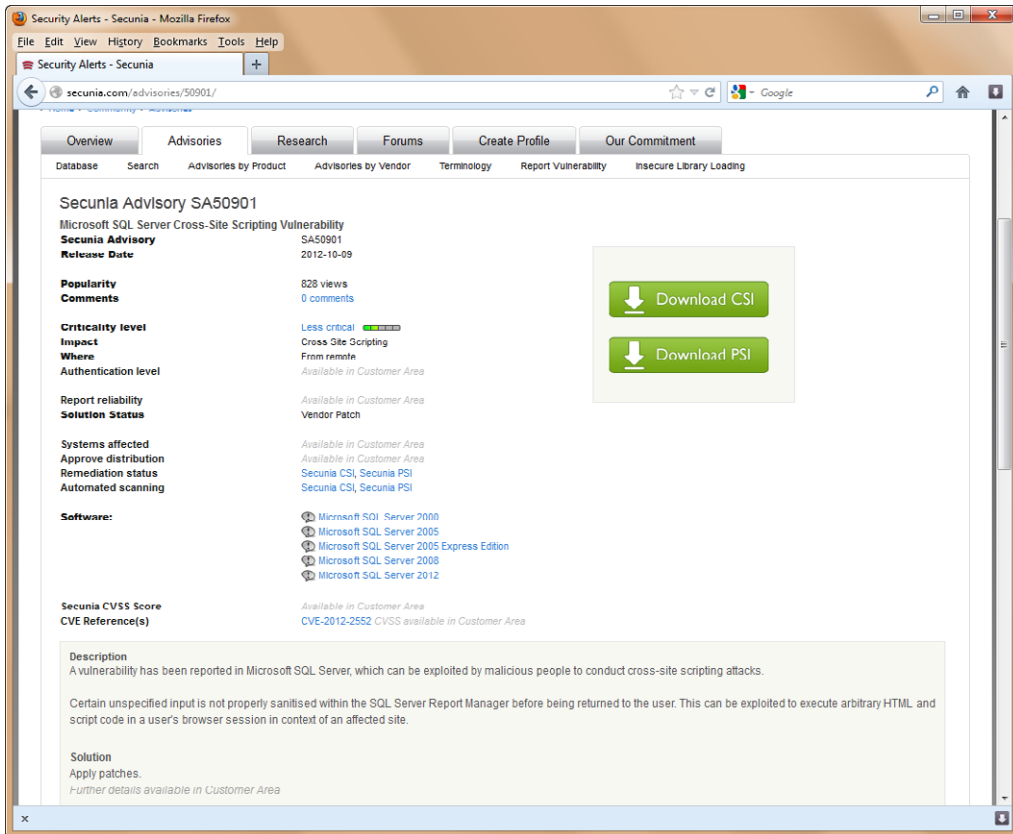 Security Alerts - Secunia - Mozilla Firefox
File Edit View History Bookmarks Tools Help
Security Alerts - Secunia +
secunia.com/advisories/50901/ Google
Home > Community > Advisories
Overview Advisories Research Forums Create Profile Our Commitment
Database Search Advisories by Product Advisories by Vendor Terminology Report Vulnerability Insecure Library Loading
Secunia Advisory SA50901
Microsoft SQL Server Cross-Site Scripting Vulnerability
Secunia Advisory SA50901
Release Date 2012-10-09
Popularity 828 views
Comments 0 comments
Download CSI
Criticality level Less critical
Impact Cross Site Scripting
Where From remote
Download PSI
Authentication level Available in Customer Area
Report reliability Available in Customer Area
Solution Status Vendor Patch
Systems affected Available in Customer Area
Approve distribution Available in Customer Area
Remediation status Secunia CSI, Secunia PSI
Automated scanning Secunia CSI, Secunia PSI
Software: Microsoft SQL Server 2000
Microsoft SQL Server 2005
Microsoft SQL Server 2005 Express Edition
Microsoft SQL Server 2008
Microsoft SQL Server 2012
Secunia CVSS Score Available in Customer Area
CVE Reference(s) CVE-2012-2552 CVSS available in Customer Area
Description
A vulnerability has been reported in Microsoft SQL Server, which can be exploited by malicious people to conduct cross-site scripting attacks.
Certain unspecified input is not properly sanitised within the SQL Server Report Manager before being returned to the user. This can be exploited to execute arbitrary HTML and
script code in a user's browser session in context of an affected site.
Solution
Apply patches.
Further details available in Customer Area